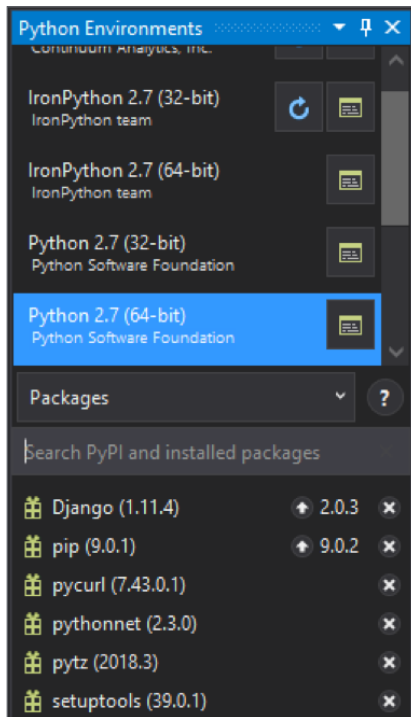 Python Environments
Continuum Analytics, Inc.
IronPython 2.7 (32-bit)
IronPython team
IronPython 2.7 (64-bit)
IronPython team
Python 2.7 (32-bit)
Python Software Foundation
Python 2.7 (64-bit)
Python Software Foundation
Packages ?
Search PyPI and installed packages
Django (1.11.4) 2.0.3
pip (9.0.1) 9.0.2
pycurl (7.43.0.1)
pythonnet (2.3.0)
pytz (2018.3)
setuptools (39.0.1)